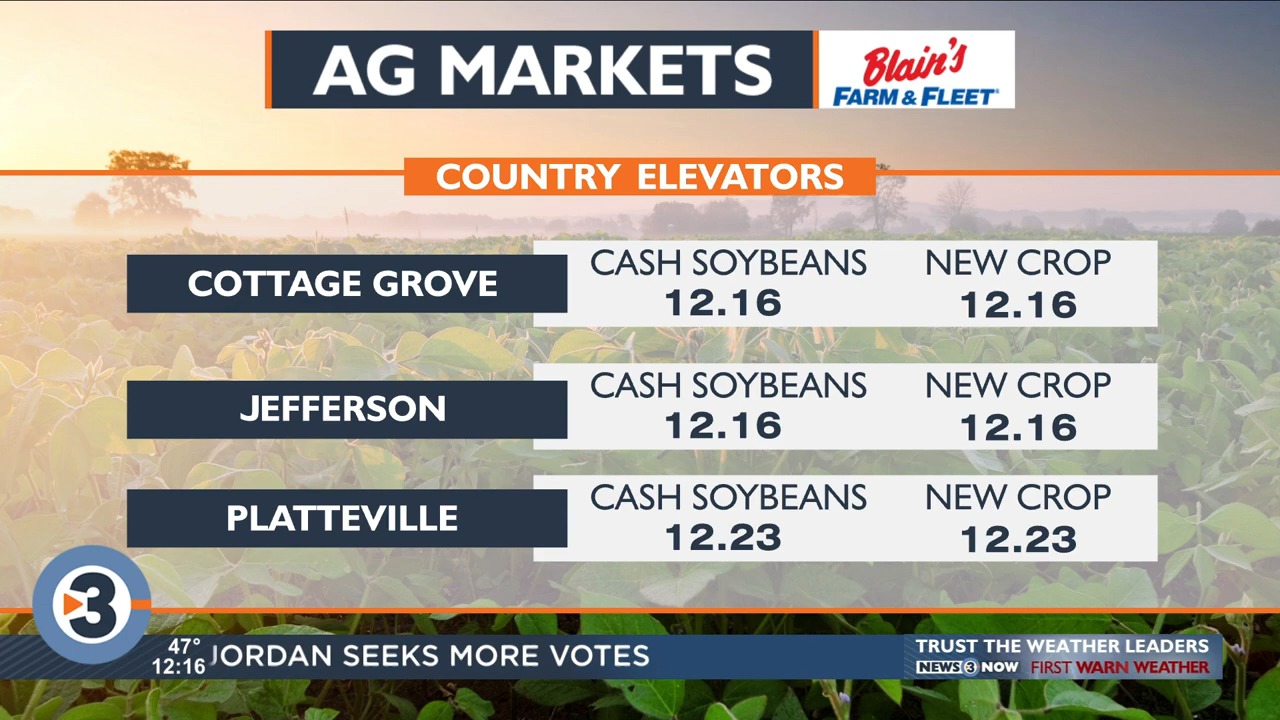 AG MARKETS
Blain's
FARM & FLEET
COUNTRY ELEVATORS
COTTAGE GROVE
CASH SOYBEANS
12.16
NEW CROP
12.16
JEFFERSON
CASH SOYBEANS
12.16
NEW CROP
12.16
PLATTEVILLE
CASH SOYBEANS
12.23
NEW CROP
12.23
3
47°
12:16
JORDAN SEEKS MORE VOTES
TRUST THE WEATHER LEADERS
NEWS 3 NOW FIRST WARN WEATHER